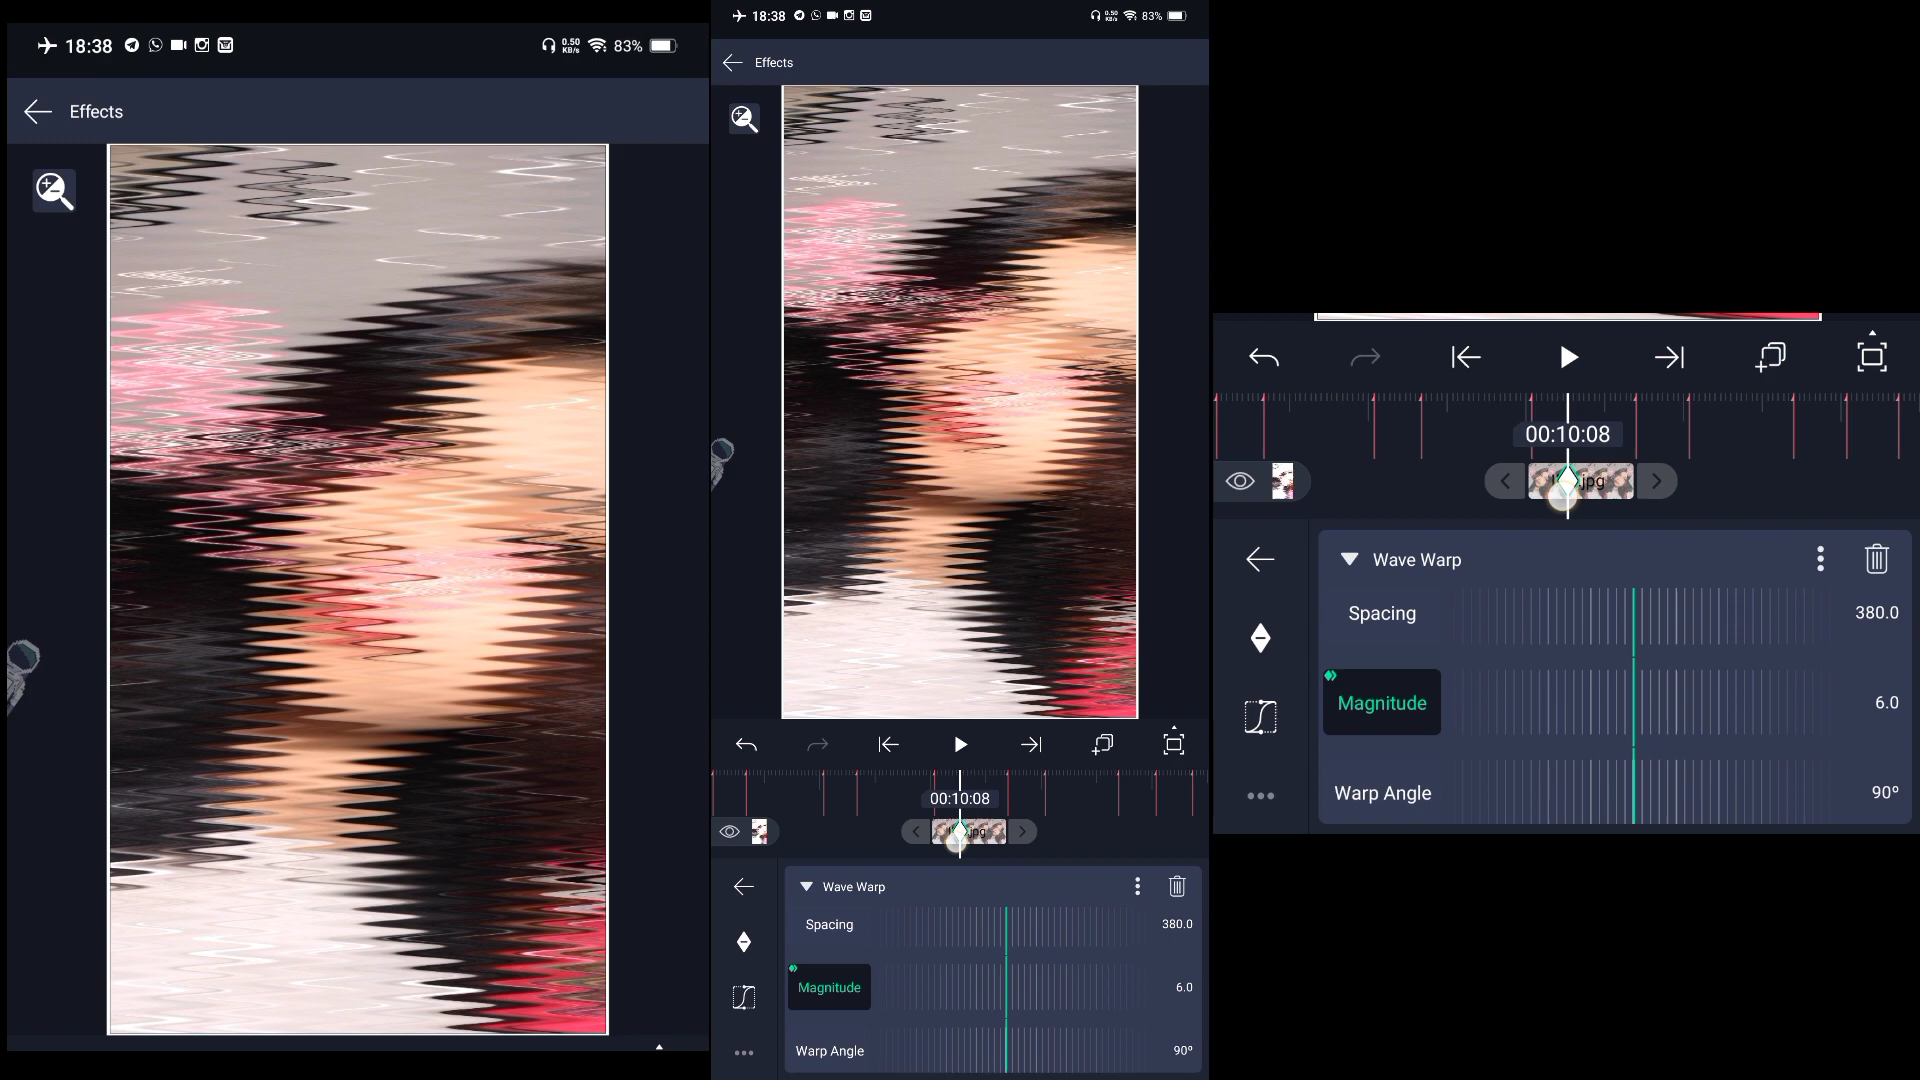 18:38
0.50
KB/s
83%
Effects
18:38
0.50
KB/s
83%
Effects
00:10:08
.jpg
Wave Warp
Spacing
380.0
Magnitude
6.0
Warp Angle
90º
00:10:08
.jpg
Wave Warp
Spacing
380.0
Magnitude
6.0
Warp Angle
90º